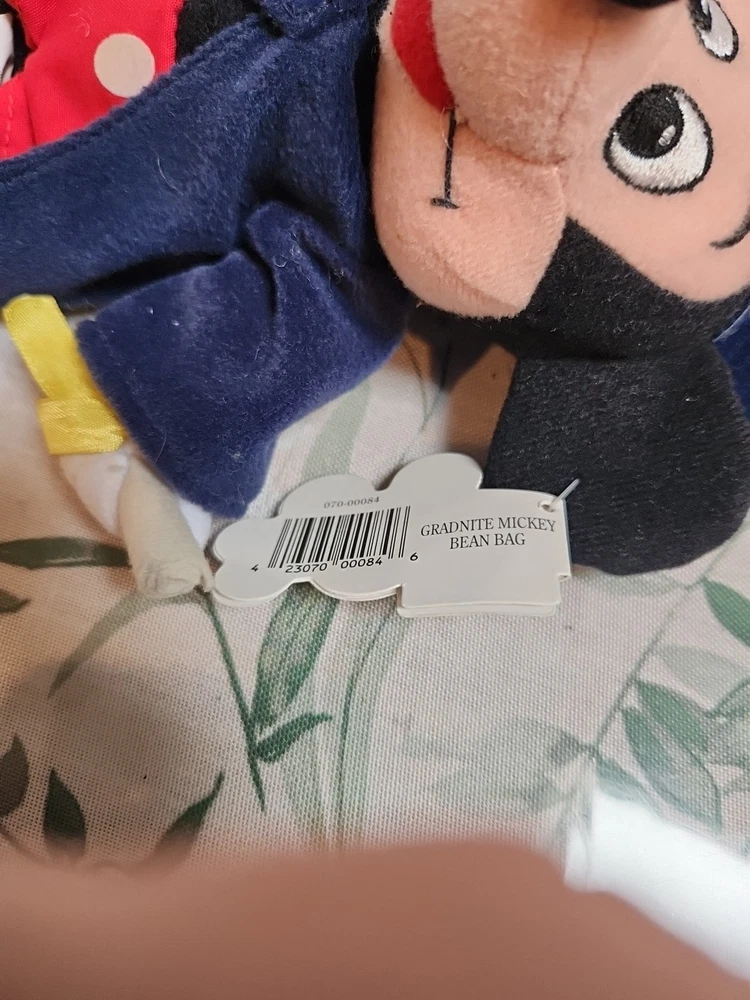 070-00084
4 23070 00084 6
GRADNITE MICKEY
BEAN BAG